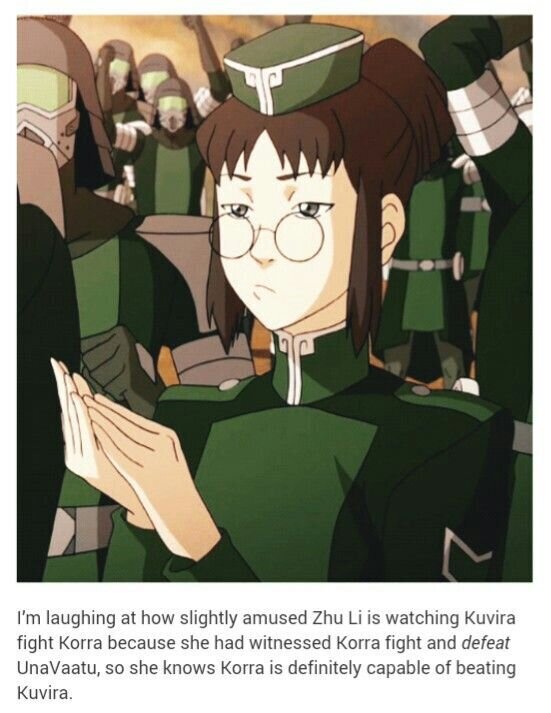 I'm laughing at how slightly amused Zhu Li is watching Kuvira
fight Korra because she had witnessed Korra fight and defeat
UnaVaatu, so she knows Korra is definitely capable of beating
Kuvira.